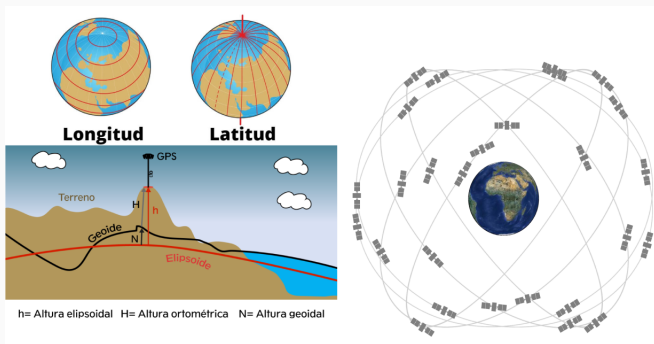 Longitud Latitud
GPS
Terreno
H h
Geoide
N
Elipsoide
h= Altura elipsoidal H= Altura ortométrica N= Altura geoidal